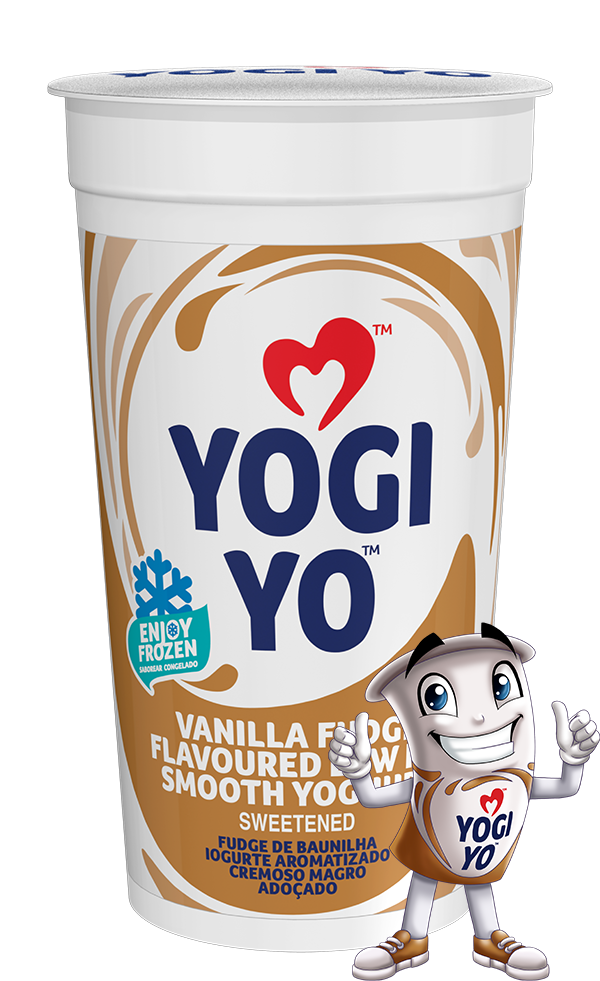 YOGI YO
™
YOGI
YO™
ENJOY
FROZEN
SABOREAR CONGELADO
VANILLA
FLAVOURED
SMOOTH
SWEETENED
FUDGE DE BAUNILHA
IOGURTE AROMATIZADO
CREMOSO MAGRO
ADOÇADO
YOGI
YO